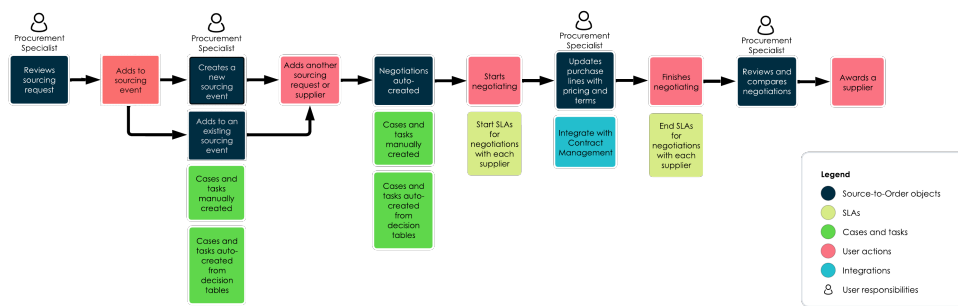 Procurement
Specialist
Reviews
sourcing
request
Adds to
sourcing
event
Procurement
Specialist
Creates a
new
sourcing
event
Adds to an
existing
sourcing
event
Cases and
tasks
manually
created
Cases and
tasks auto-
created
from
decision
tables
Adds another
sourcing
request or
supplier
Negotiations
auto-
created
Cases and
tasks
manually
created
Cases and
tasks auto-
created
from
decision
tables
Starts
negotiating
Start SLAs
for
negotiations
with each
supplier
Procurement
Specialist
Updates
purchase
lines with
pricing and
terms
Integrate with
Contract
Management
Finishes
negotiating
End SLAs
for
negotiations
with each
supplier
Procurement
Specialist
Reviews and
compares
negotiations
Awards a
supplier
Legend
Source-to-Order objects
SLAs
Cases and tasks
User actions
Integrations
User responsibilities